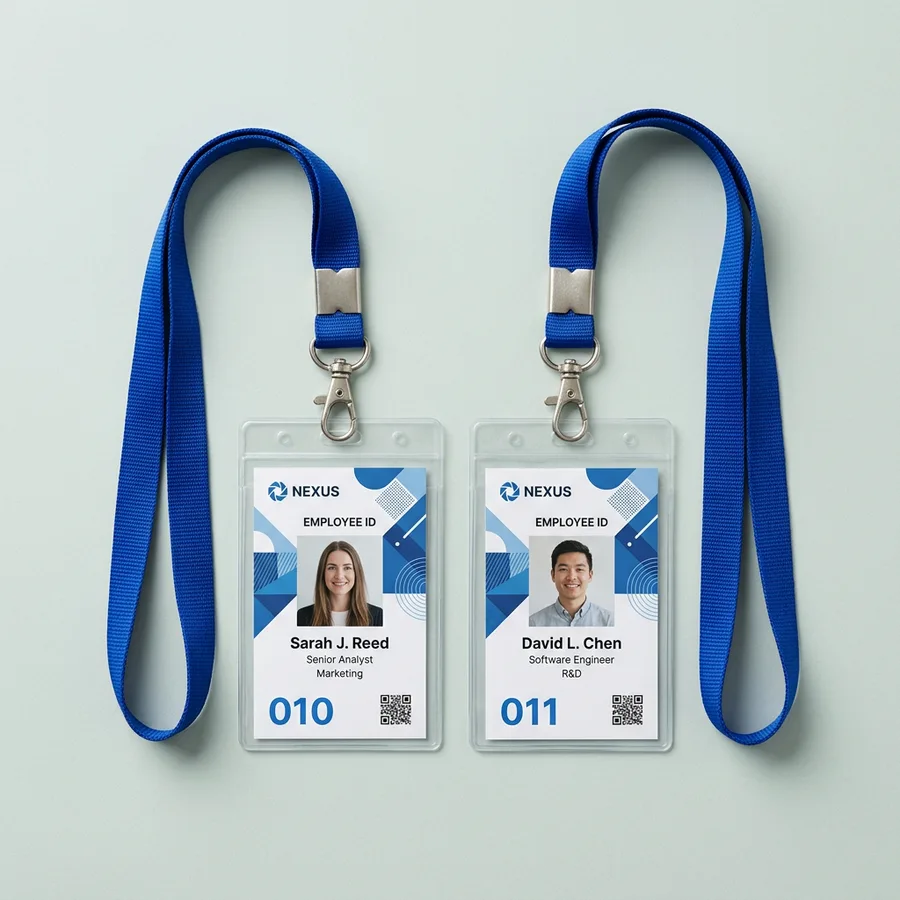 NEXUS
EMPLOYEE ID
Sarah J. Reed
Senior Analyst
Marketing
010
NEXUS
EMPLOYEE ID
David L. Chen
Software Engineer
R&D
011